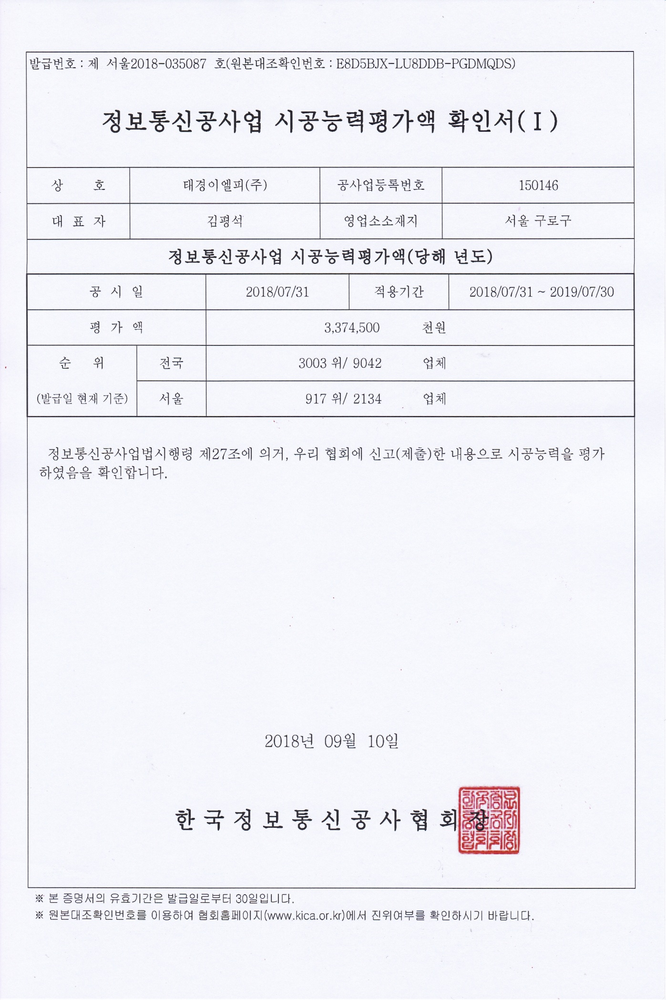 발급번호 : 제 서울2018-035087 호(원본대조확인번호 : E8D5BJX-LU8DDB-PGDMQDS)
정보통신공사업 시공능력평가액 확인서(Ⅰ)
상 호 태경이엘피(주) 공사업등록번호 150146
대 표 자 김평석 영업소소재지 서울 구로구
정보통신공사업 시공능력평가액(당해 년도)
공 시 일 2018/07/31 적용기간 2018/07/31 ~ 2019/07/30
평 가 액 3,374,500 천원
순 위 전국 3003 위/ 9042 업체
(발급일 현재 기준) 서울 917 위/ 2134 업체
정보통신공사업법시행령 제27조에 의거, 우리 협회에 신고(제출)한 내용으로 시공능력을 평가
하였음을 확인합니다.
2018년 09월 10일
한국정보통신공사협회장
※ 본 증명서의 유효기간은 발급일로부터 30일입니다.
※ 원본대조확인번호를 이용하여 협회홈페이지(www.kica.or.kr)에서 진위여부를 확인하시기 바랍니다.